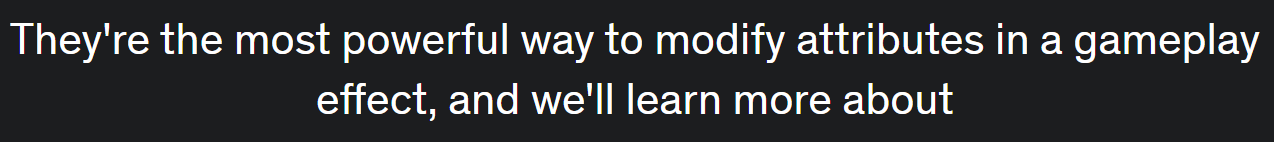 They're the most powerful way to modify attributes in a gameplay
effect, and we'll learn more about